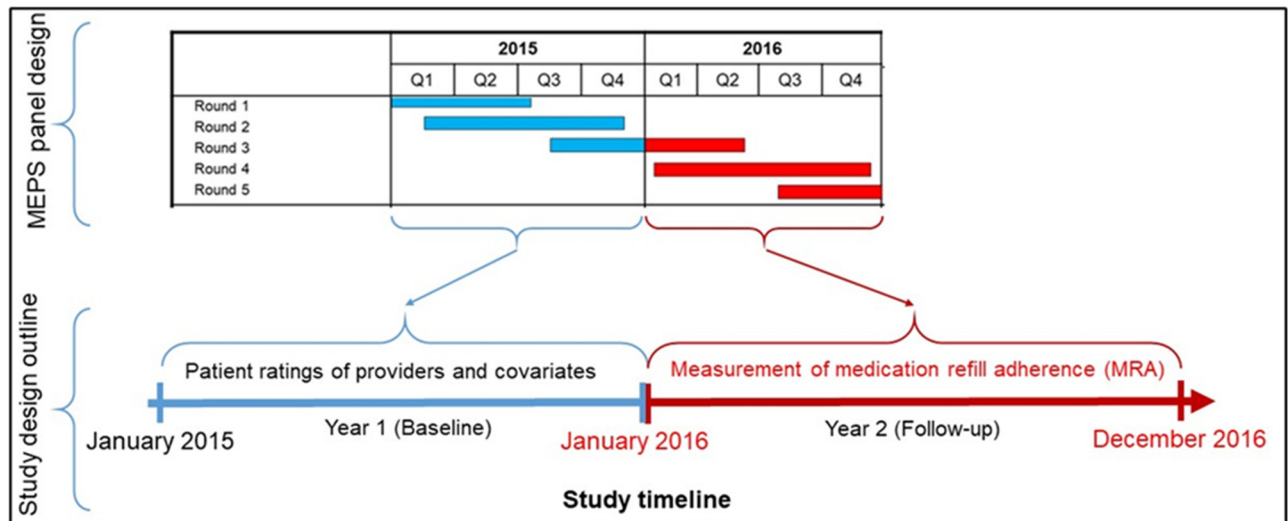 MEPS panel design
2015 2016
Q1 Q2 Q3 Q4 Q1 Q2 Q3 Q4
Round 1
Round 2
Round 3
Round 4
Round 5
Study design outline
Patient ratings of providers and covariates
Measurement of medication refill adherence (MRA)
January 2015
Year 1 (Baseline)
January 2016
Year 2 (Follow-up)
December 2016
Study timeline